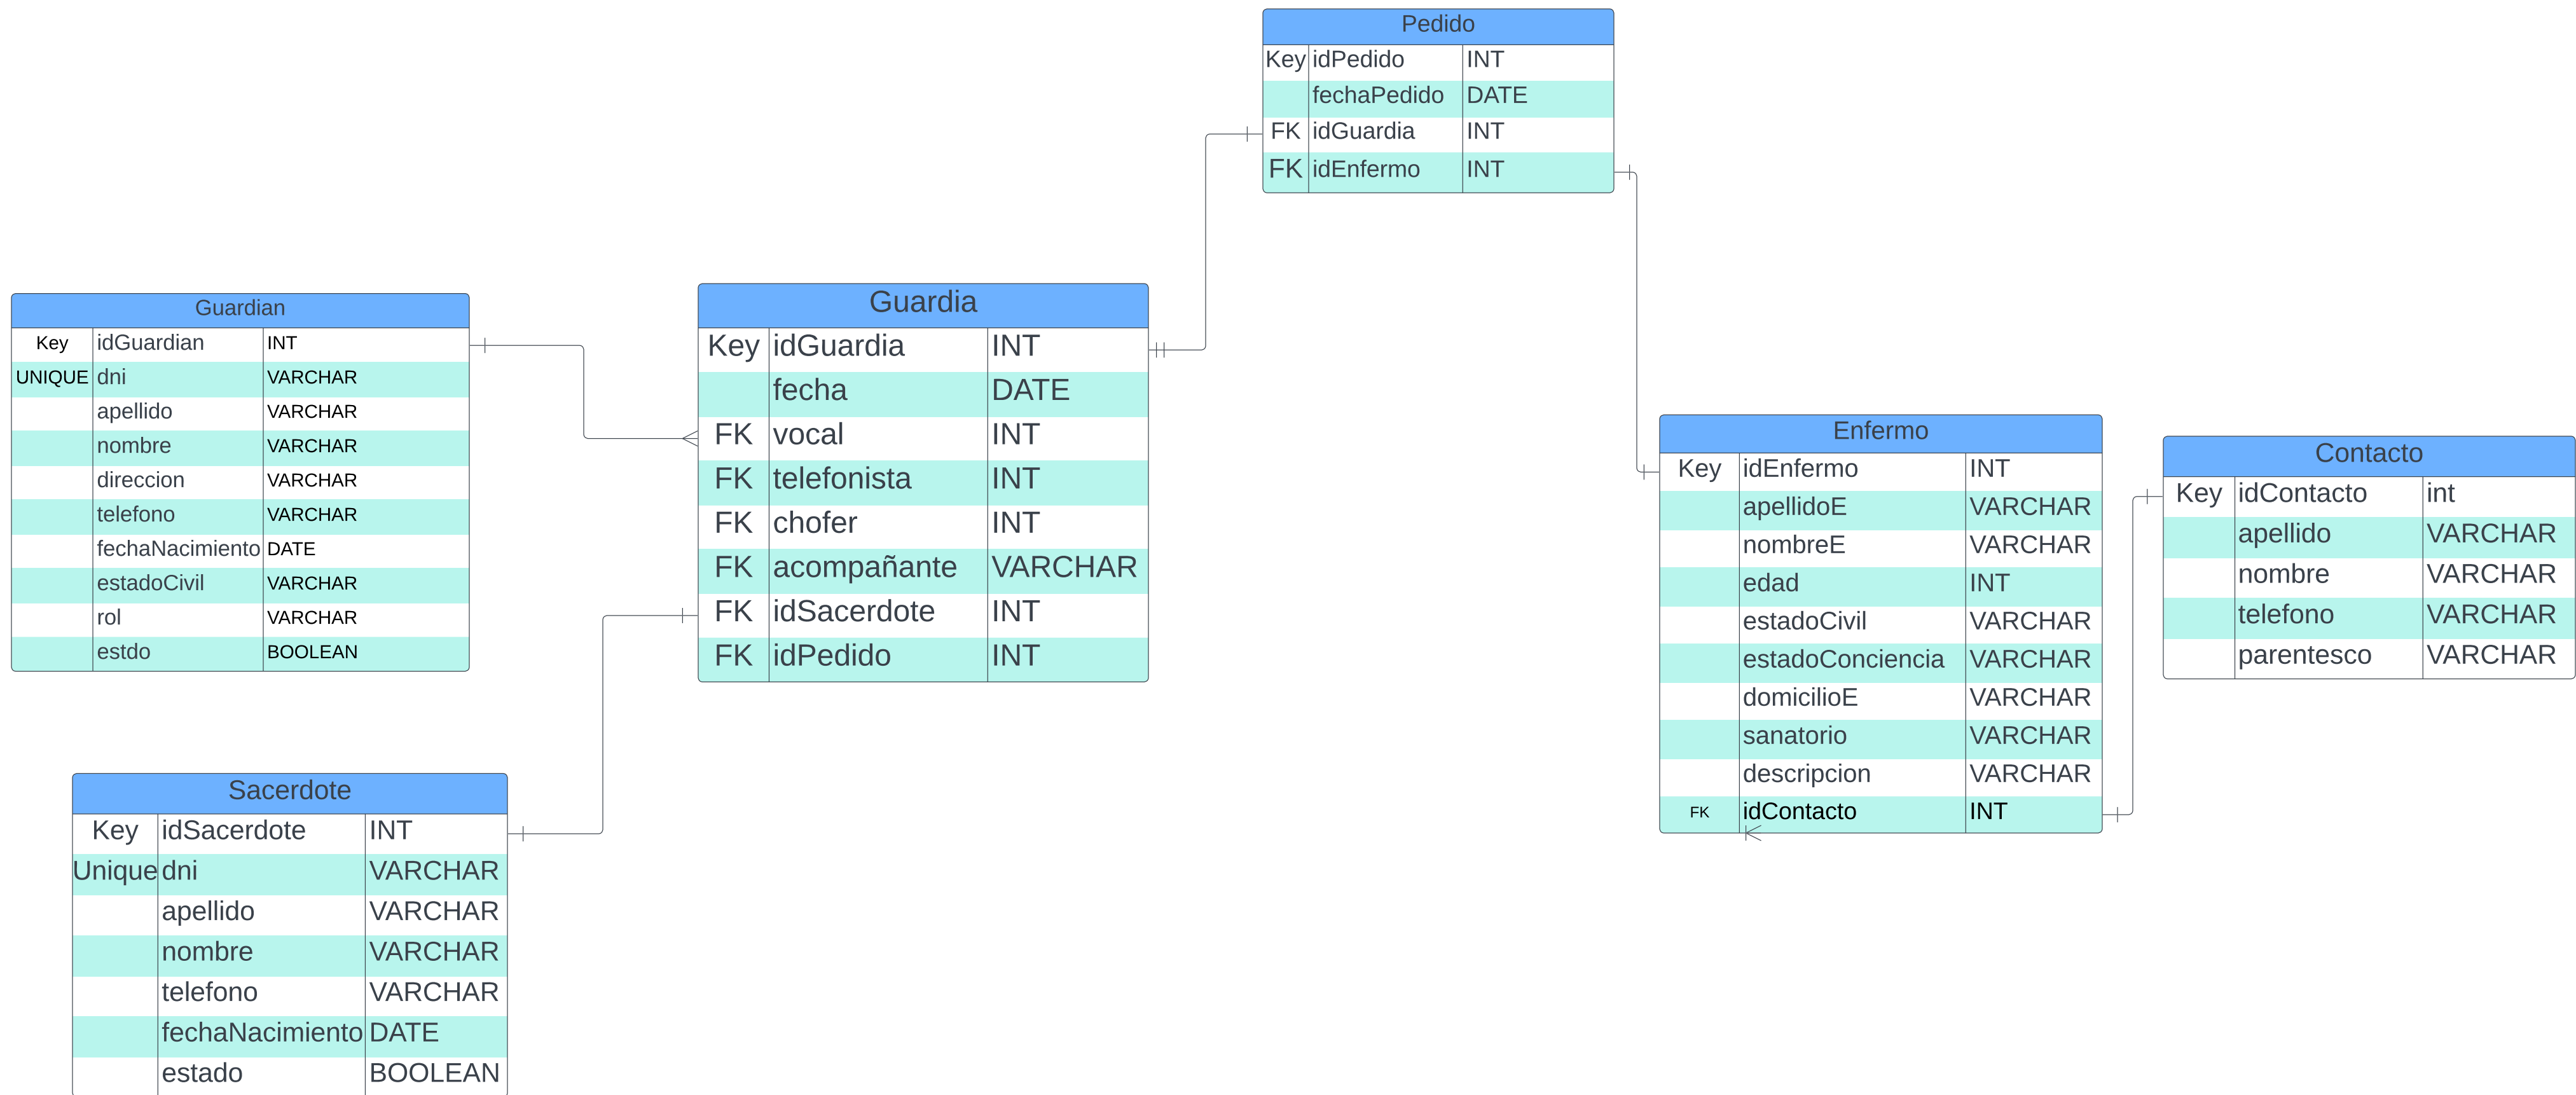 Pedido
Key idPedido INT
fechaPedido DATE
FK idGuardia INT
FK idEnfermo INT
Guardian
Key idGuardian INT
UNIQUE dni VARCHAR
apellido VARCHAR
nombre VARCHAR
direccion VARCHAR
telefono VARCHAR
fechaNacimiento DATE
estadoCivil VARCHAR
rol VARCHAR
estdo BOOLEAN
Guardia
Key idGuardia INT
fecha DATE
FK vocal INT
FK telefonista INT
FK chofer INT
FK acompañante VARCHAR
FK idSacerdote INT
FK idPedido INT
Enfermo
Key idEnfermo INT
apellidoE VARCHAR
nombreE VARCHAR
edad INT
estadoCivil VARCHAR
estadoConciencia VARCHAR
domicilioE VARCHAR
sanatorio VARCHAR
descripcion VARCHAR
FK idContacto INT
Contacto
Key idContacto int
apellido VARCHAR
nombre VARCHAR
telefono VARCHAR
parentesco VARCHAR
Sacerdote
Key idSacerdote INT
Unique dni VARCHAR
apellido VARCHAR
nombre VARCHAR
telefono VARCHAR
fechaNacimiento DATE
estado BOOLEAN